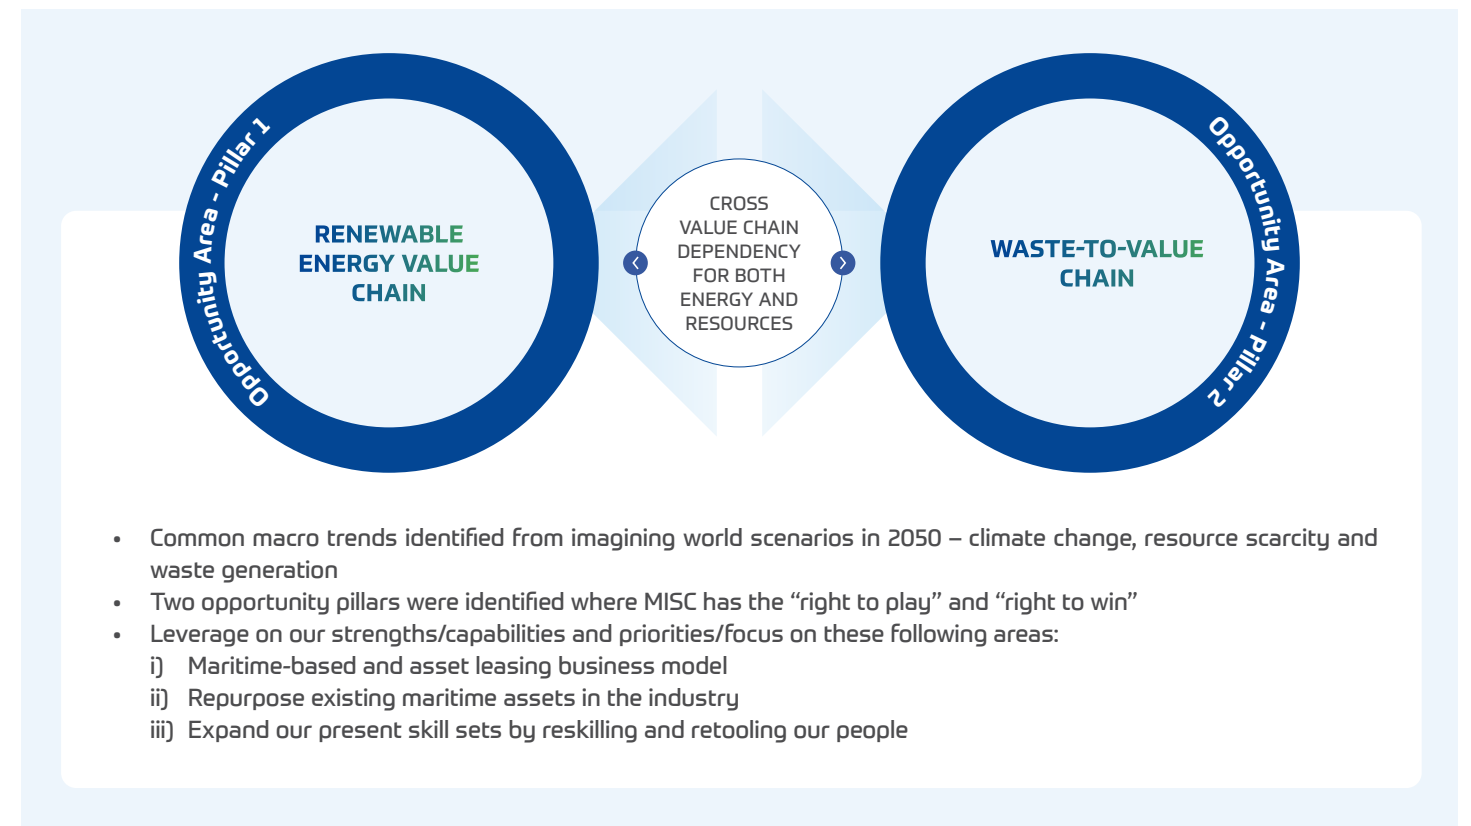 Opportunity Area - Pillar 1
RENEWABLE
ENERGY VALUE
CHAIN
CROSS
VALUE CHAIN
DEPENDENCY
FOR BOTH
ENERGY AND
RESOURCES
WASTE-TO-VALUE
CHAIN
Opportunity Area - Pillar 2
• Common macro trends identified from imagining world scenarios in 2050 – climate change, resource scarcity and
waste generation
• Two opportunity pillars were identified where MISC has the “right to play” and “right to win”
• Leverage on our strengths/capabilities and priorities/focus on these following areas:
i) Maritime-based and asset leasing business model
ii) Repurpose existing maritime assets in the industry
iii) Expand our present skill sets by reskilling and retooling our people